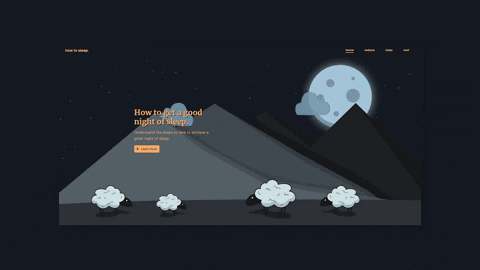 how to sleep.
home
How to get a good
night of sleep.
Understand the steps to take to achieve a
great night of sleep.
Learn more